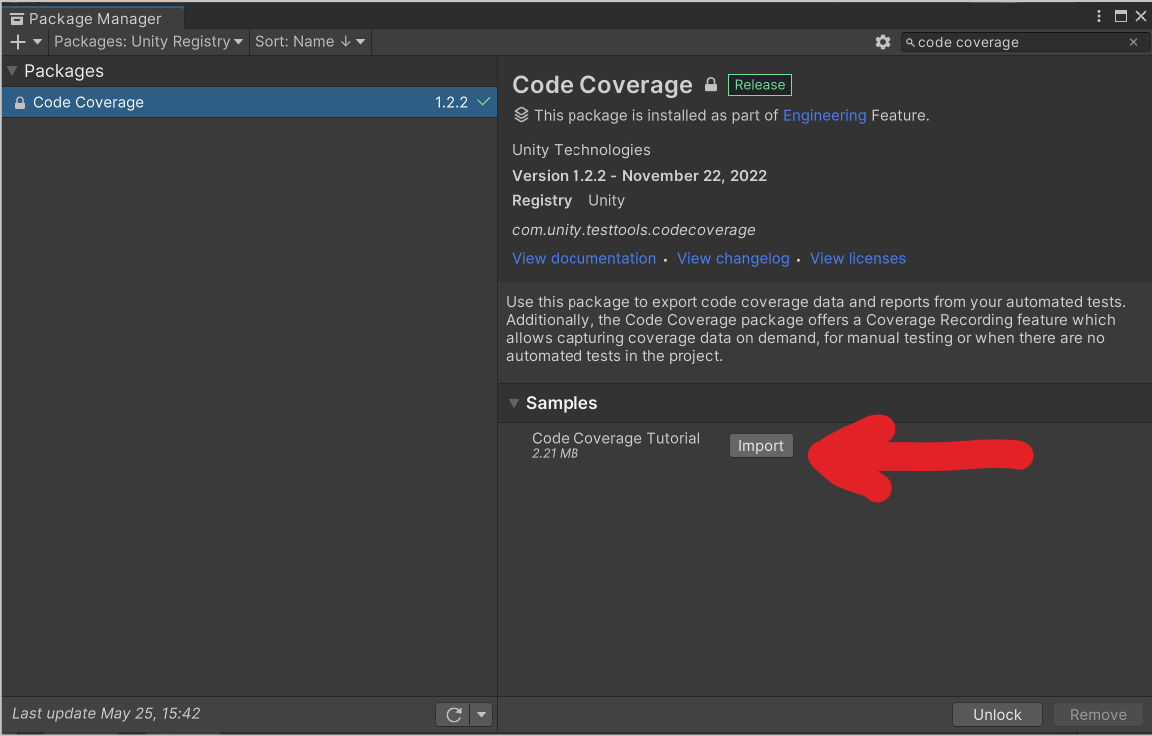 Package Manager
Packages: Unity Registry Sort: Name ↓ code coverage
Packages
Code Coverage 1.2.2
Code Coverage Release
This package is installed as part of Engineering Feature.
Unity Technologies
Version 1.2.2 - November 22, 2022
Registry Unity
com.unity.testtools.codecoverage
View documentation • View changelog • View licenses
Use this package to export code coverage data and reports from your automated tests.
Additionally, the Code Coverage package offers a Coverage Recording feature which
allows capturing coverage data on demand, for manual testing or when there are no
automated tests in the project.
Samples
Code Coverage Tutorial Import
2.21 MB
Last update May 25, 15:42
Unlock Remove